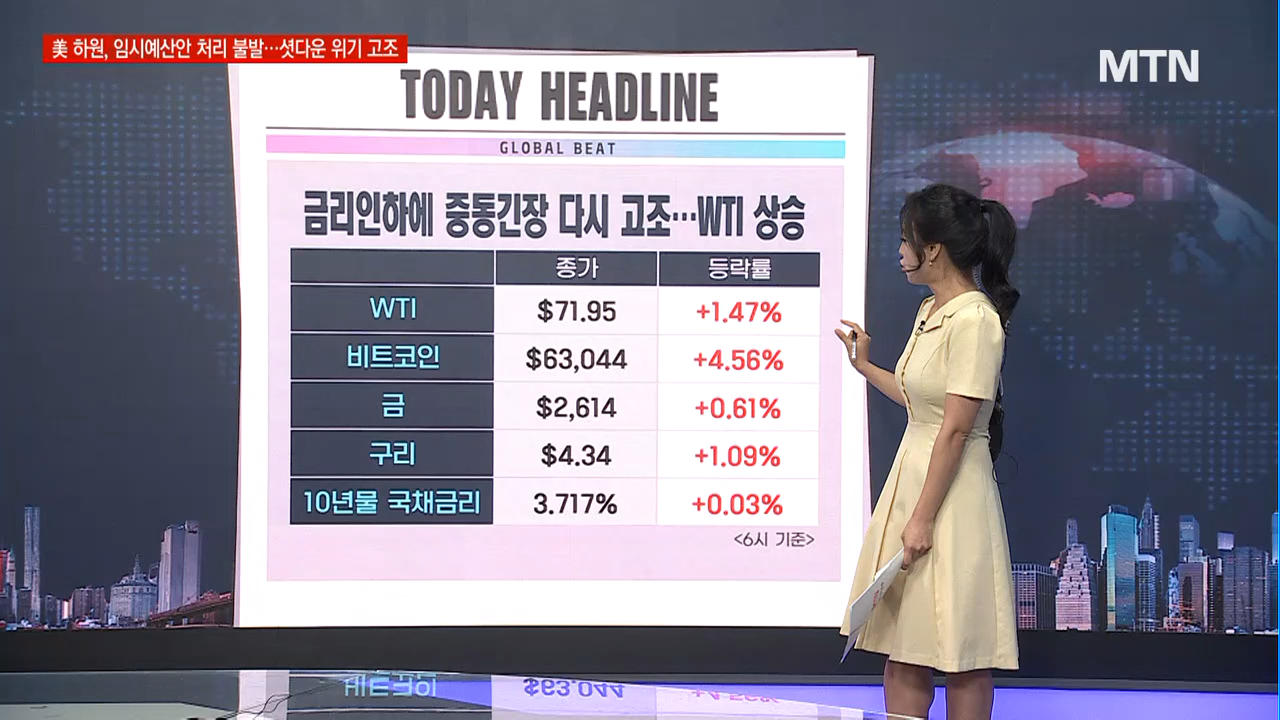 美 하원, 임시예산안 처리 불발…셧다운 위기 고조
MTN
TODAY HEADLINE
GLOBAL BEAT
금리인하에 중동긴장 다시 고조…WTI 상승
종가 등락률
WTI $71.95 +1.47%
비트코인 $63,044 +4.56%
금 $2,614 +0.61%
구리 $4.34 +1.09%
10년물 국채금리 3.717% +0.03%
<6시 기준>